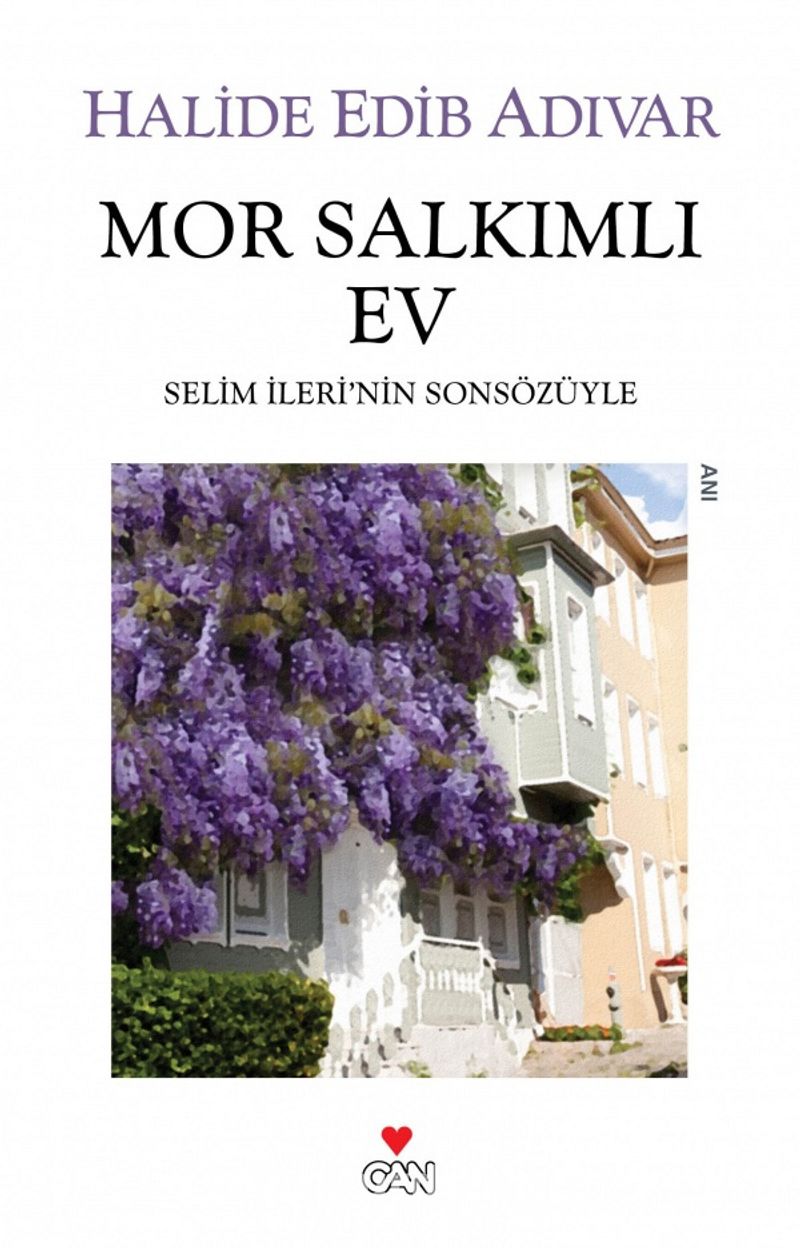 HALİDE EDİB ADIVAR
MOR SALKIMLI
EV
SELİM İLERİ'NİN SONSÖZÜYLE
ANI
CAN